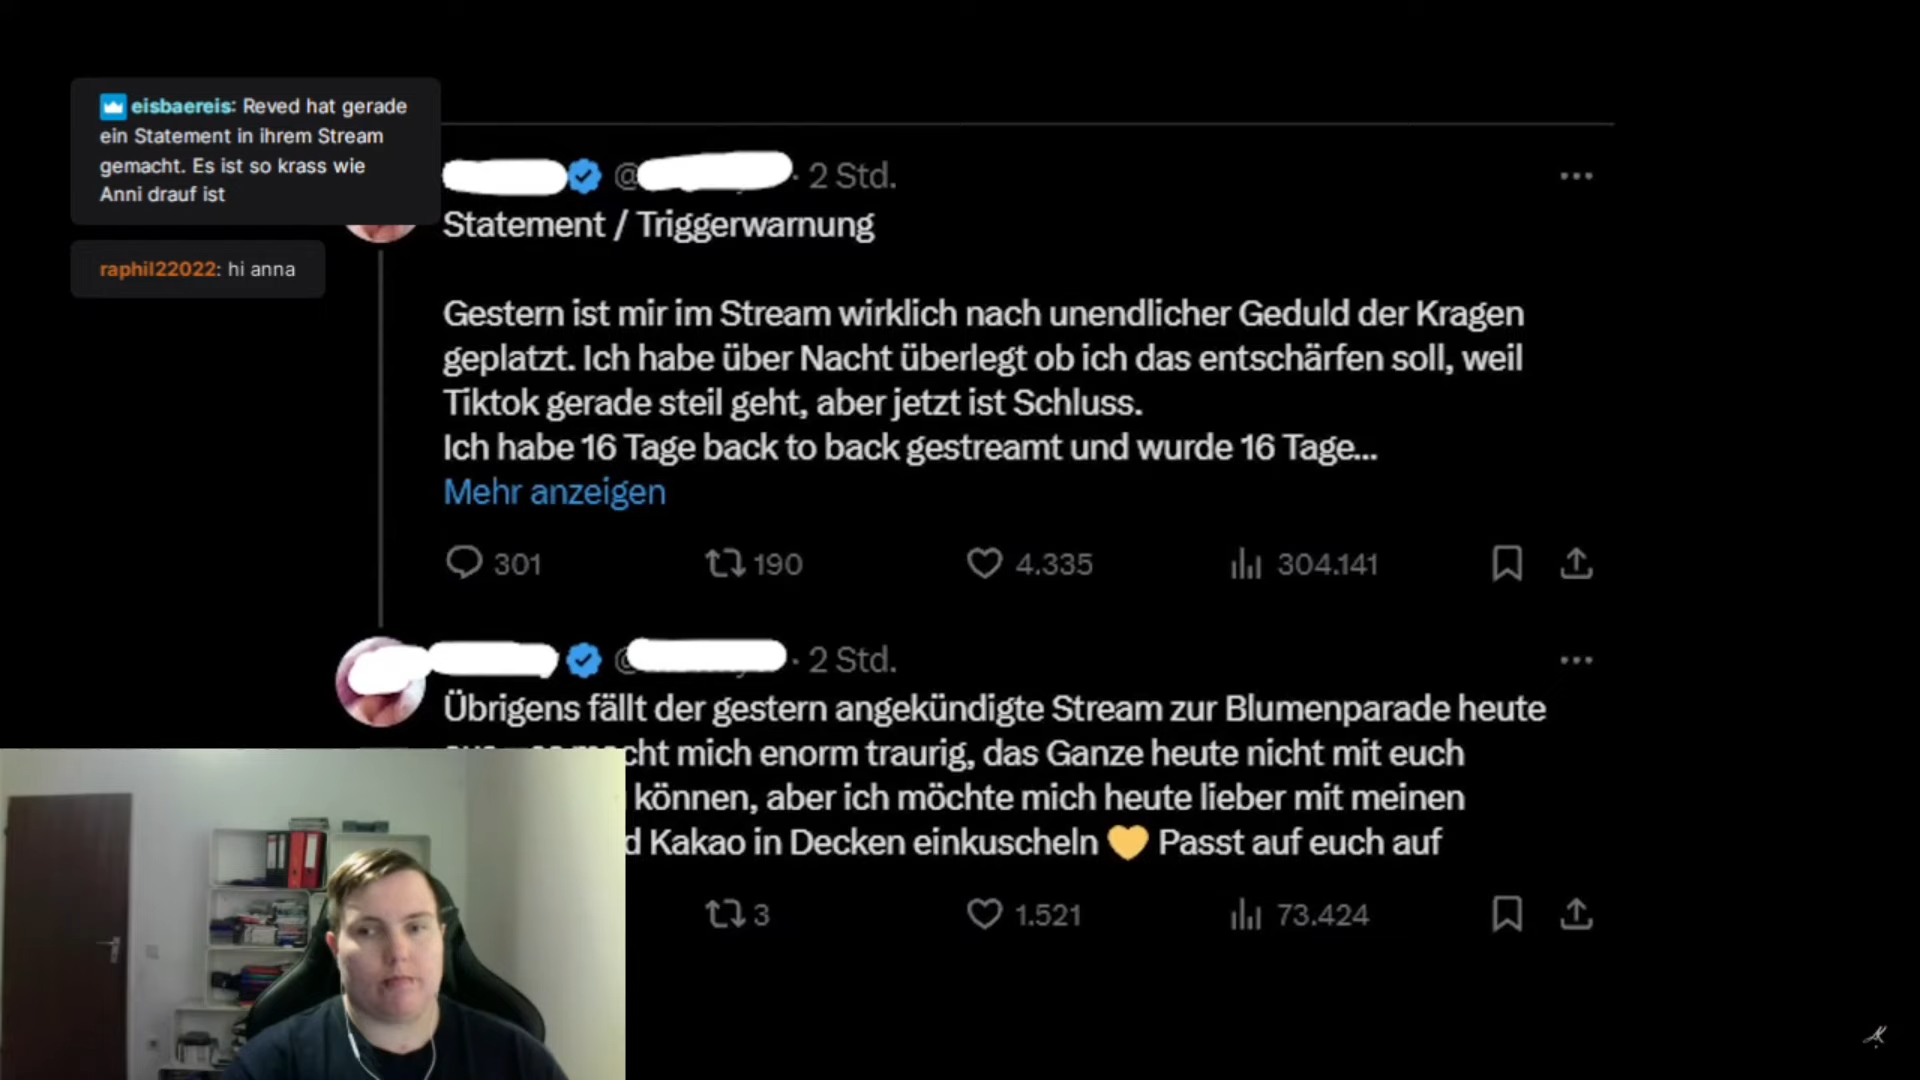 eisbaereis: Reved hat gerade
ein Statement in ihrem Stream
gemacht. Es ist so krass wie
Anni drauf ist
raphil22022: hi anna
@ · 2 Std.
Statement / Triggerwarnung
Gestern ist mir im Stream wirklich nach unendlicher Geduld der Kragen
geplatzt. Ich habe über Nacht überlegt ob ich das entschärfen soll, weil
Tiktok gerade steil geht, aber jetzt ist Schluss.
Ich habe 16 Tage back to back gestreamt und wurde 16 Tage...
Mehr anzeigen
301 190 4.335 304.141
@ · 2 Std.
Übrigens fällt der gestern angekündigte Stream zur Blumenparade heute
mich enorm traurig, das Ganze heute nicht mit euch
können, aber ich möchte mich heute lieber mit meinen
Kakao in Decken einkuscheln 💛 Passt auf euch auf
3 1.521 73.424